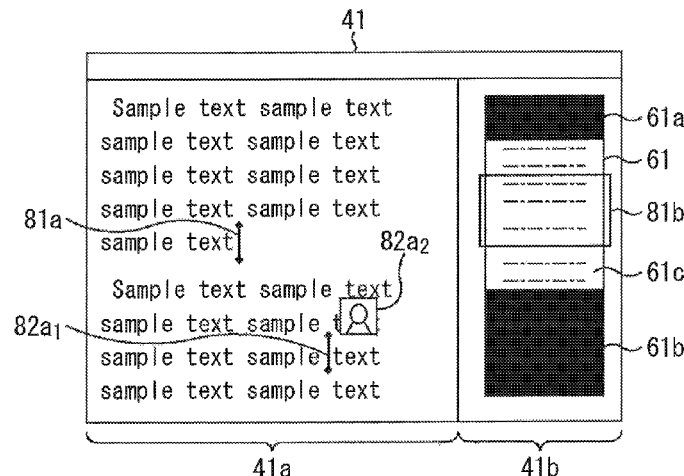 41
Sample text sample text
sample text sample text
sample text sample text
sample text sample text
sample text
Sample text sample text
sample text sample t
sample text sample text
sample text sample text
81a
82a2
82a1
61a
61
81b
61c
61b
41a
41b